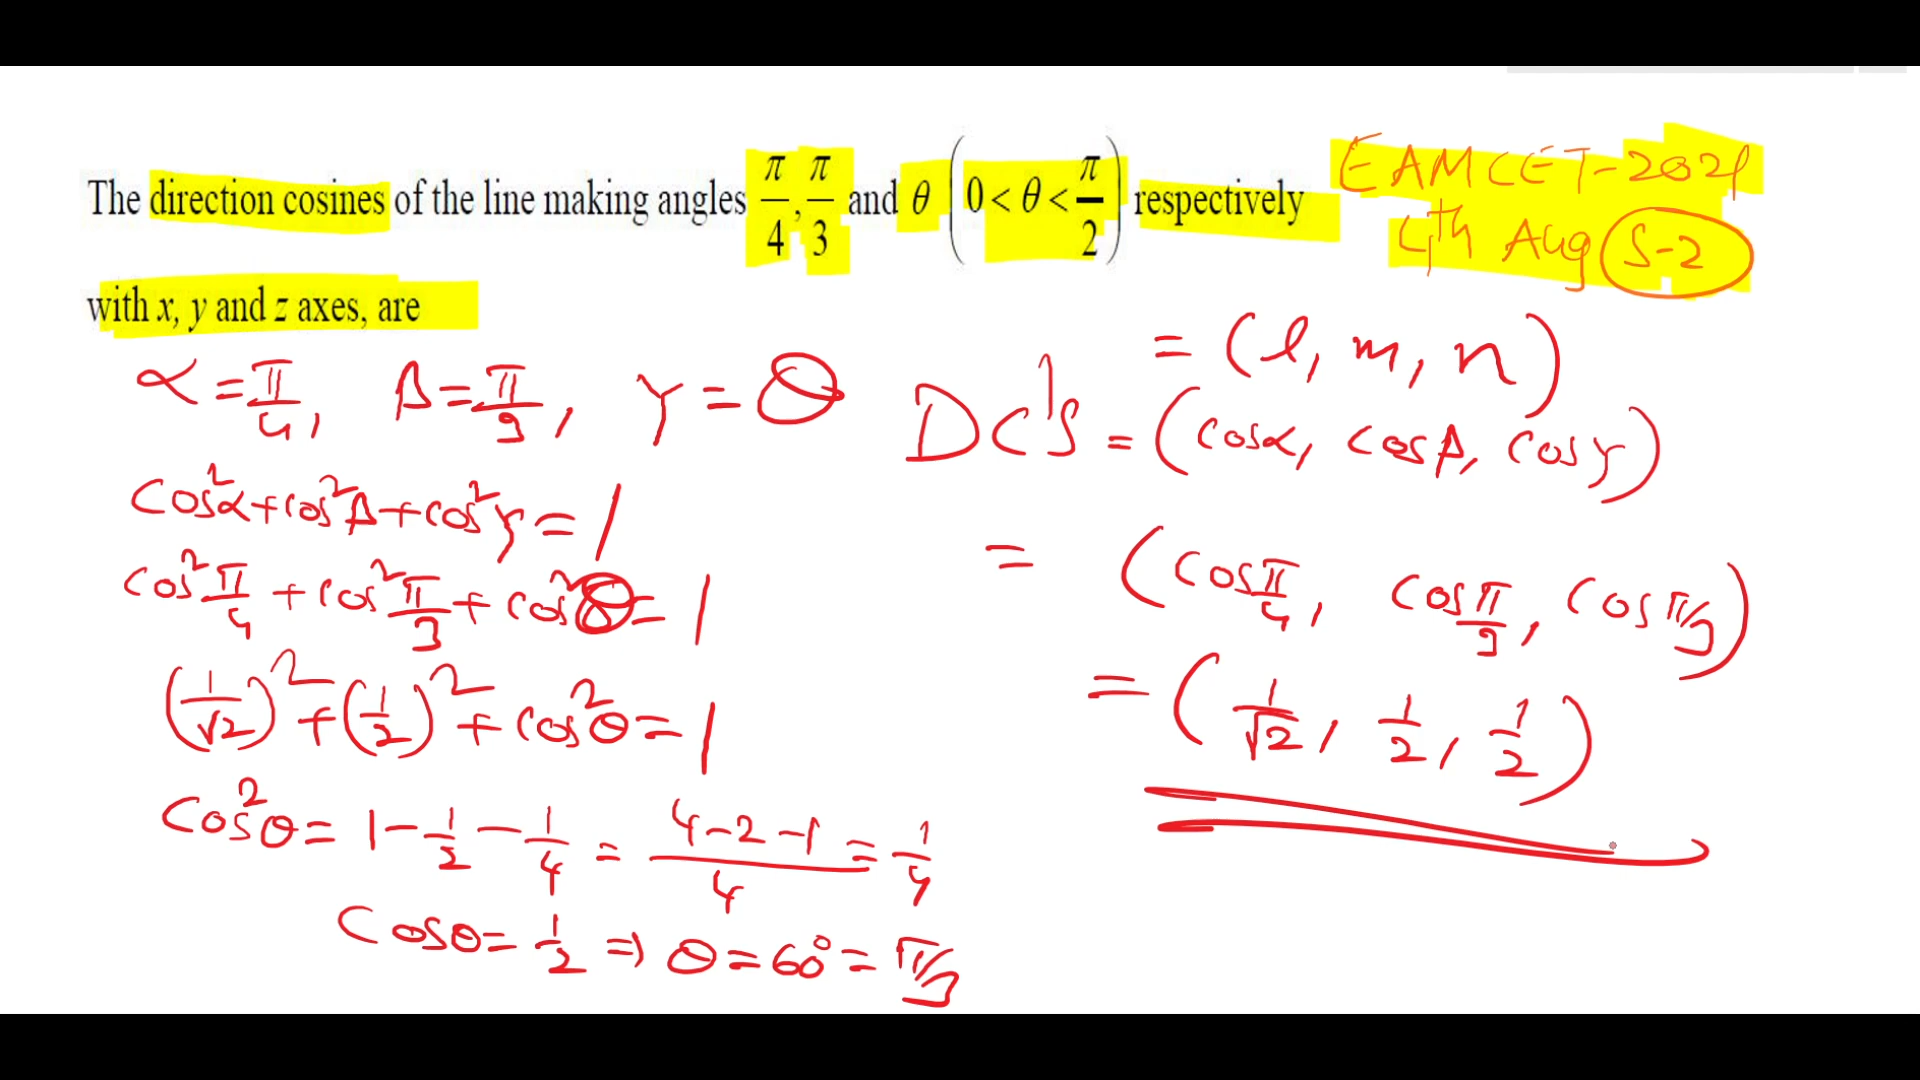 The direction cosines of the line making angles π/4, π/3 and θ (0 < θ < π/2) respectively
with x, y and z axes, are
EAMCET-2021
4th Aug S-2
α = π/4, β = π/3, γ = θ
cos²α + cos²β + cos²γ = 1
cos²π/4 + cos²π/3 + cos²θ = 1
(1/√2)² + (1/2)² + cos²θ = 1
cos²θ = 1 - 1/2 - 1/4 = (4-2-1)/4 = 1/4
cosθ = 1/2 ⇒ θ = 60° = π/3
= (l, m, n)
DC's = (cosα, cosβ, cosγ)
= (cos π/4, cos π/3, cos π/3)
= (1/√2, 1/2, 1/2)